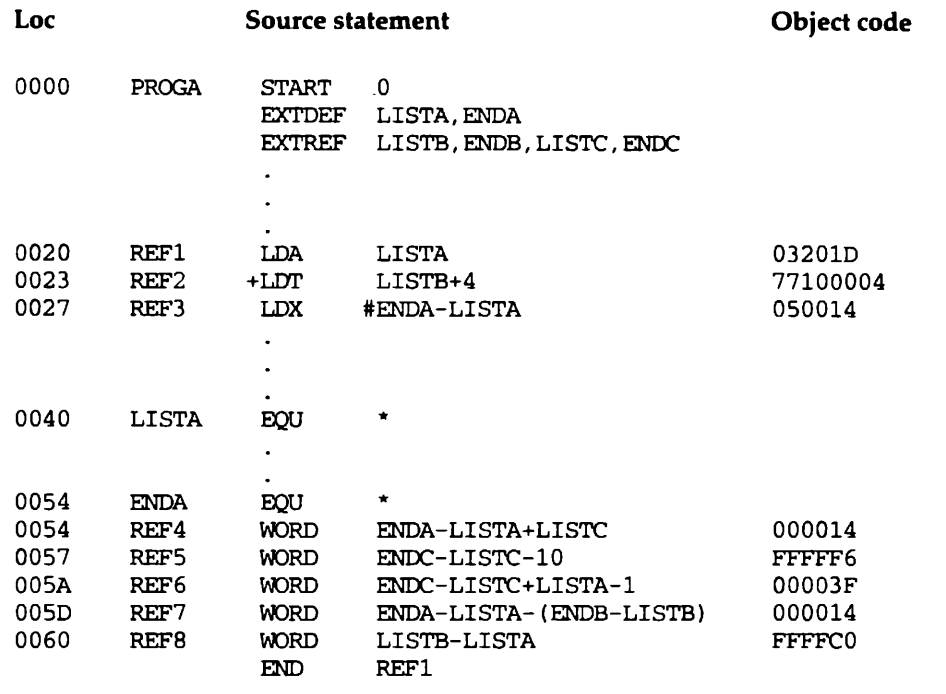 Loc Source statement Object code
0000 PROGA START 0
EXTDEF LISTA,ENDA
EXTREF LISTB,ENDB,LISTC,ENDC
.
.
.
0020 REF1 LDA LISTA 03201D
0023 REF2 +LDT LISTB+4 77100004
0027 REF3 LDX #ENDA-LISTA 050014
.
.
.
0040 LISTA EQU *
.
.
0054 ENDA EQU *
0054 REF4 WORD ENDA-LISTA+LISTC 000014
0057 REF5 WORD ENDC-LISTC-10 FFFFF6
005A REF6 WORD ENDC-LISTC+LISTA-1 00003F
005D REF7 WORD ENDA-LISTA-(ENDB-LISTB) 000014
0060 REF8 WORD LISTB-LISTA FFFFC0
END REF1